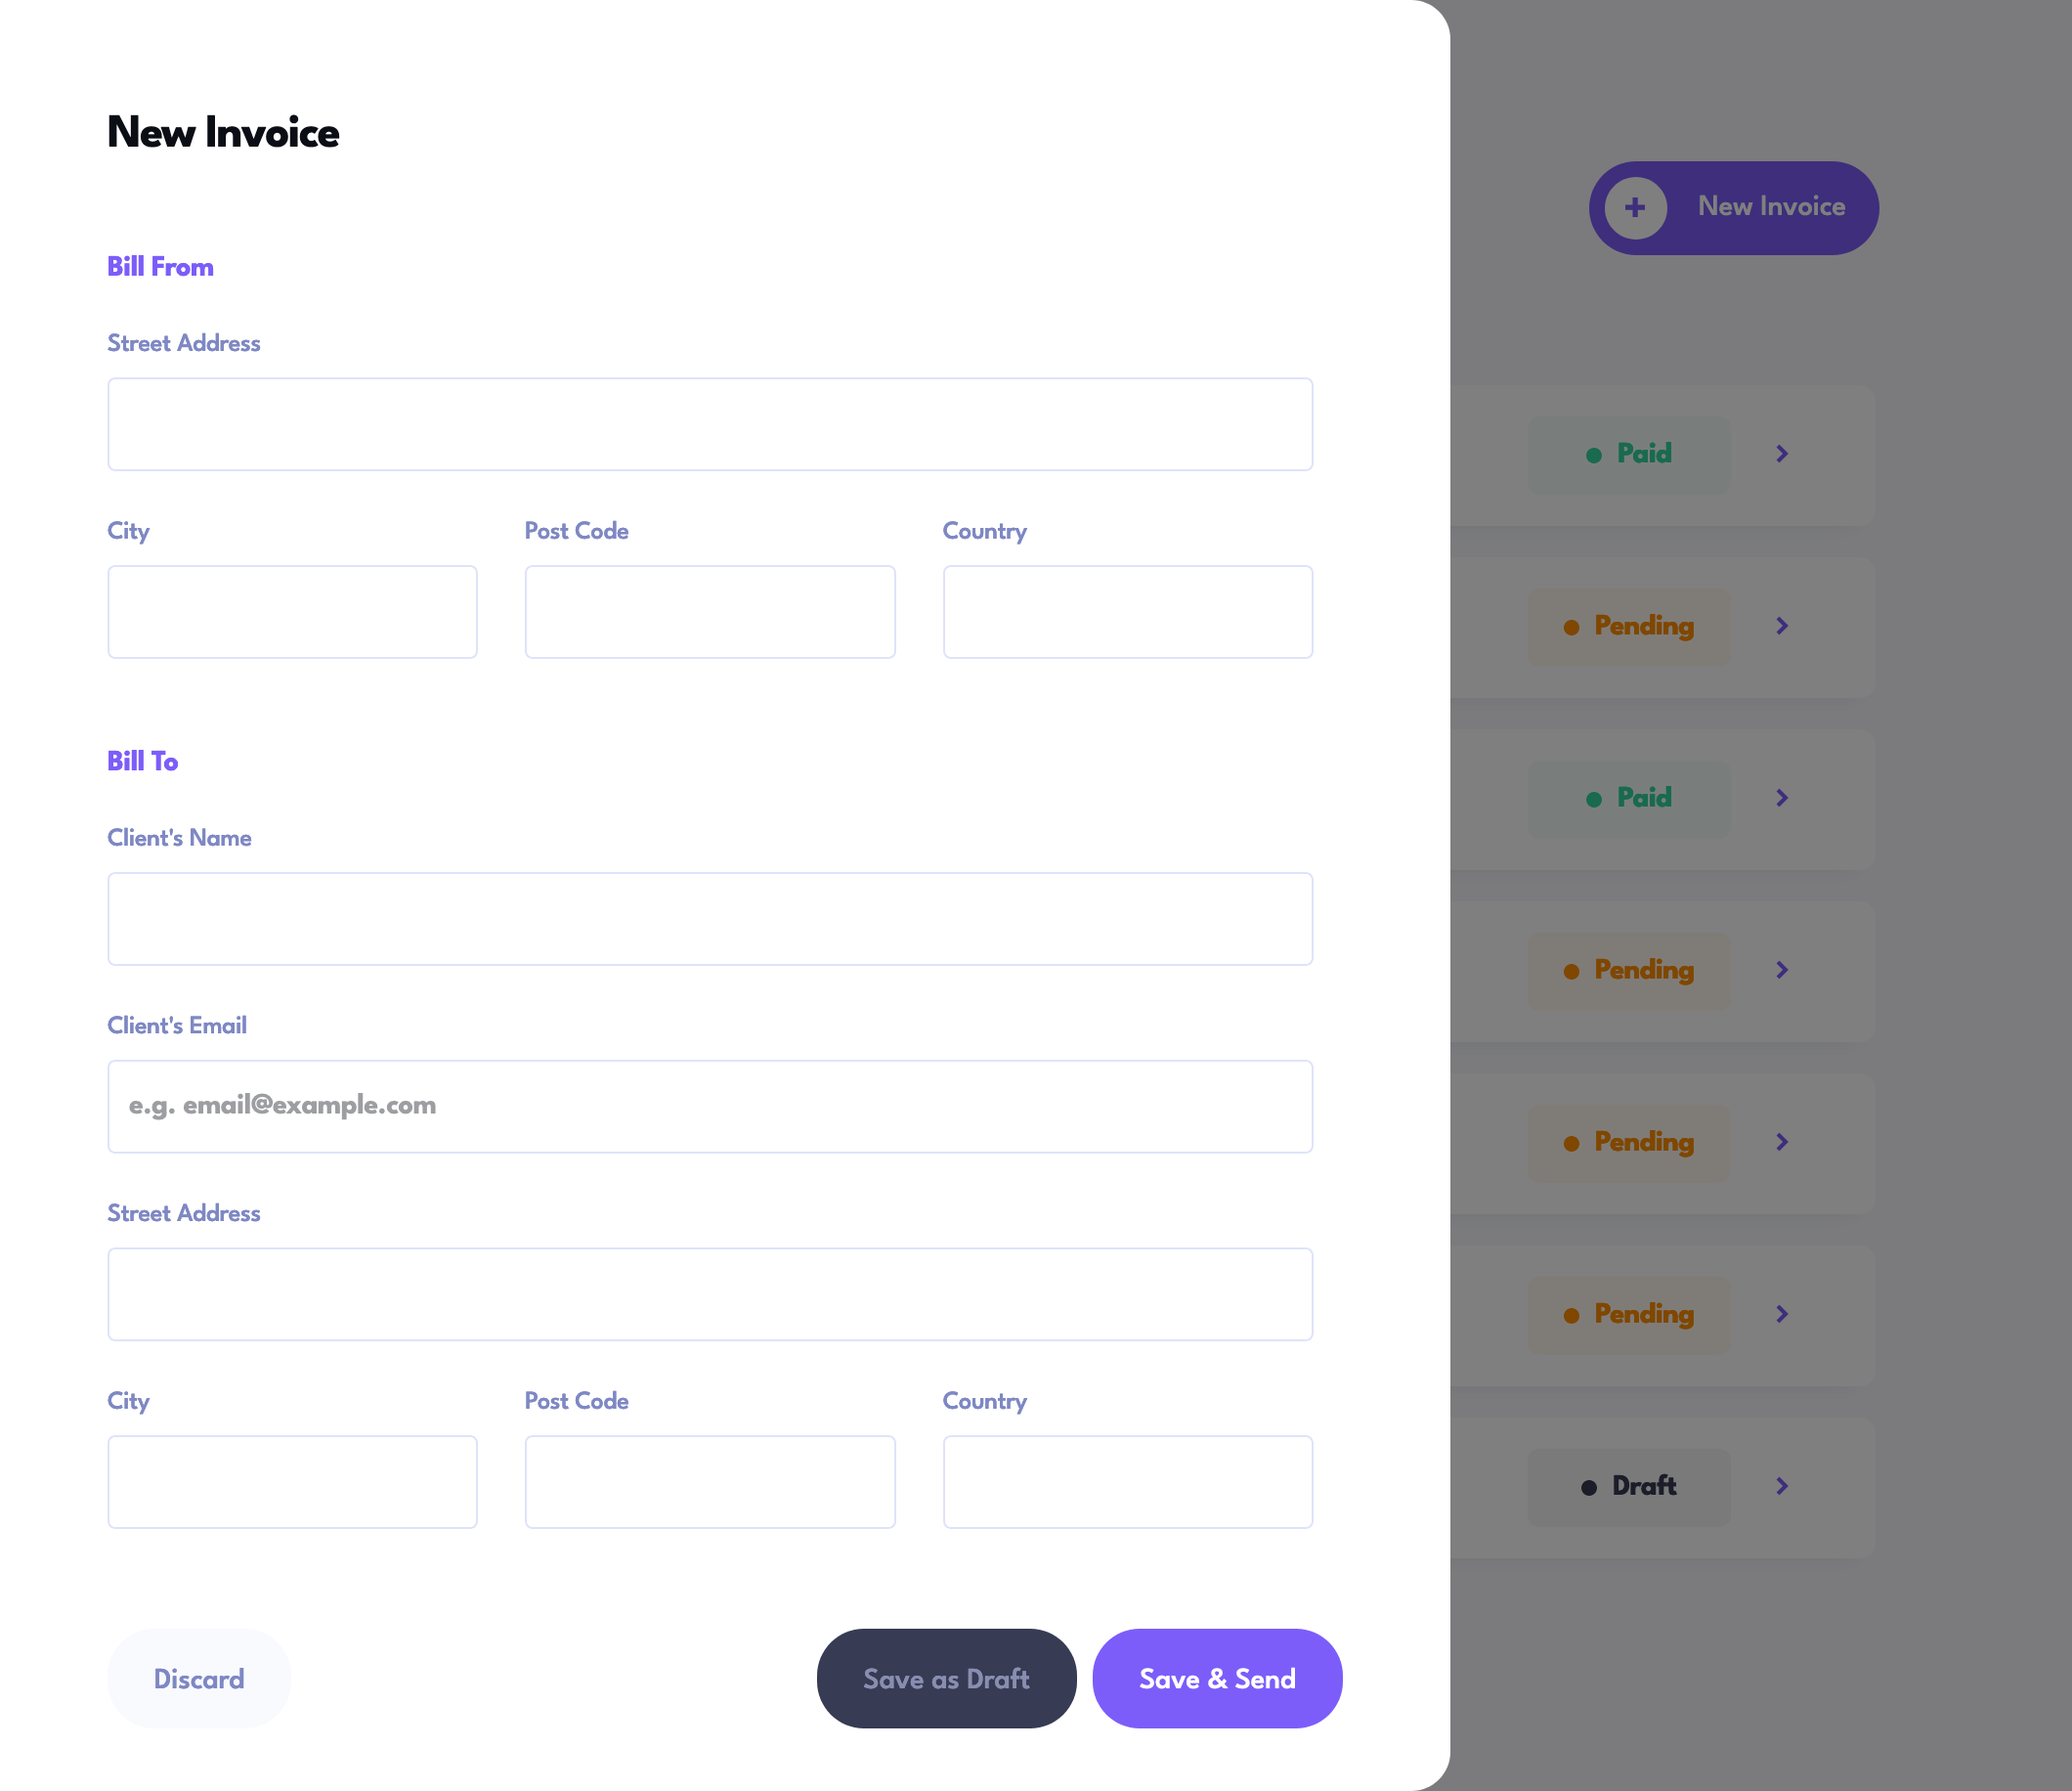 New Invoice
Bill From
Street Address
City Post Code Country
Bill To
Client's Name
Client's Email
e.g. email@example.com
Street Address
City Post Code Country
Discard Save as Draft Save & Send
+ New Invoice
Paid
Pending
Paid
Pending
Pending
Pending
Draft